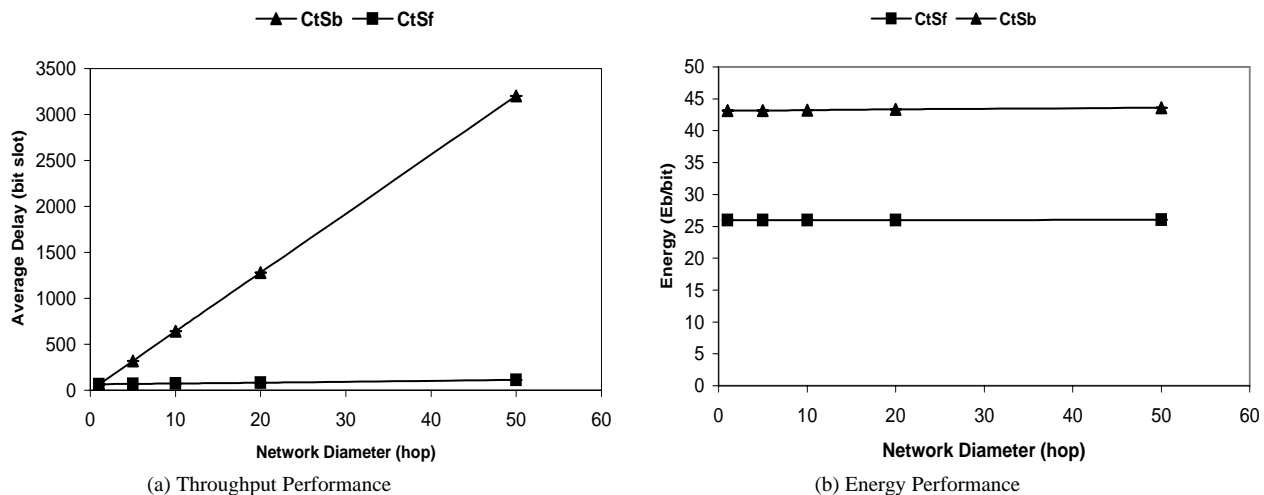 CtSb CtSf
Average Delay (bit slot)
3500
3000
2500
2000
1500
1000
500
0
0 10 20 30 40 50 60
Network Diameter (hop)
(a) Throughput Performance
CtSf CtSb
Energy (Eb/bit)
50
45
40
35
30
25
20
15
10
5
0
0 10 20 30 40 50 60
Network Diameter (hop)
(b) Energy Performance